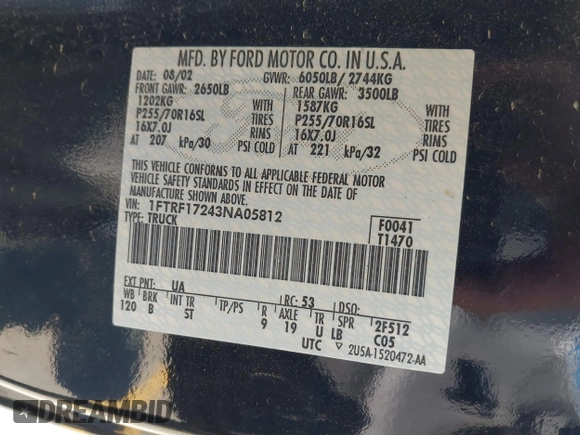 MFD. BY FORD MOTOR CO. IN U.S.A.
DATE: 08/02 GVWR: 6050LB/ 2744KG
FRONT GAWR: 2650LB REAR GAWR: 3500LB
1202KG WITH 1587KG WITH
P255/70R16SL TIRES P255/70R16SL TIRES
16X7.0J RIMS 16X7.0J RIMS
AT 207 kPa/30 PSI COLD AT 221 kPa/32 PSI COLD
THIS VEHICLE CONFORMS TO ALL APPLICABLE FEDERAL MOTOR
VEHICLE SAFETY STANDARDS IN EFFECT ON THE DATE OF
MANUFACTURE SHOWN ABOVE.
VIN: 1FTRF17243NA05812
TYPE: TRUCK
F0041
T1470
EXT PNT: UA RC: 53 DSO:
WB BRK INT TR TP/PS R AXLE TR SPR 2F512
120 B ST 9 19 U LB C05
UTC ▽ 2U5A-1520472-AA
DREAMBID